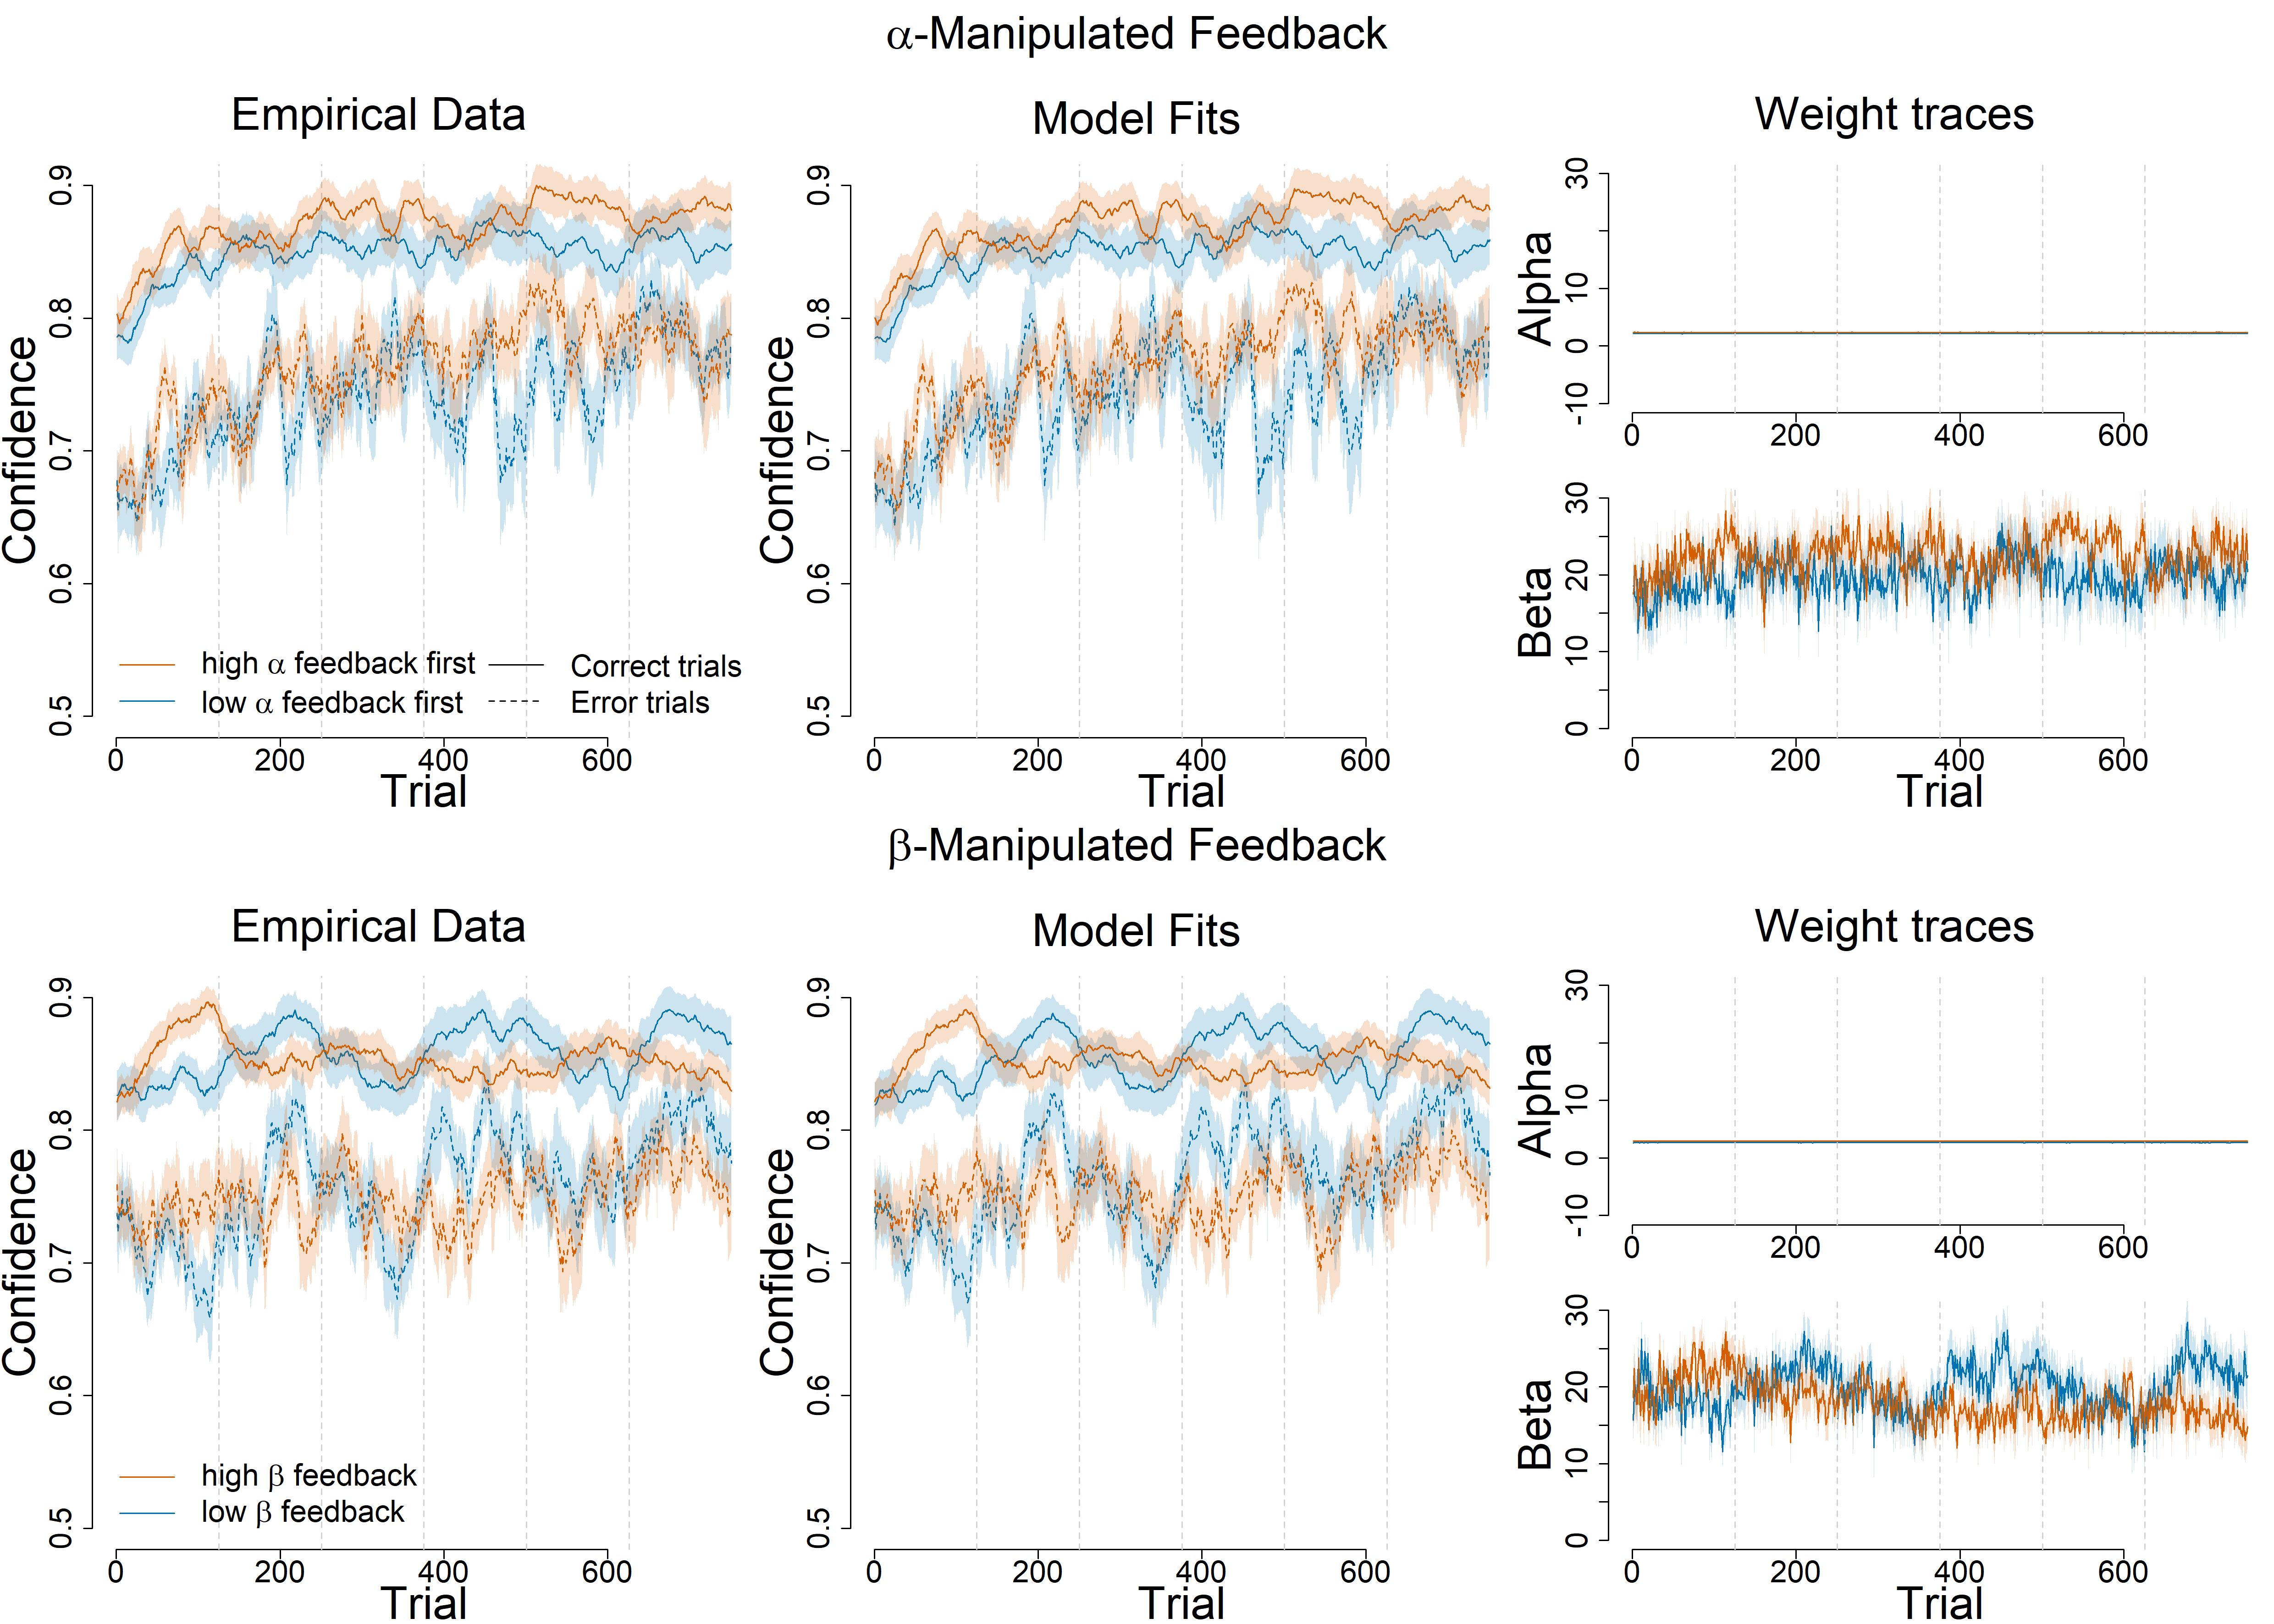 α-Manipulated Feedback
Empirical Data
Model Fits
Weight traces
Confidence
0.5 0.6 0.7 0.8 0.9
high α feedback first
low α feedback first
Correct trials
Error trials
0 200 400 600
Trial
Confidence
0.5 0.6 0.7 0.8 0.9
0 200 400 600
Trial
Alpha
-10 0 10 30
0 200 400 600
Beta
0 10 20 30
0 200 400 600
Trial
β-Manipulated Feedback
Empirical Data
Model Fits
Weight traces
Confidence
0.5 0.6 0.7 0.8 0.9
high β feedback
low β feedback
0 200 400 600
Trial
Confidence
0.5 0.6 0.7 0.8 0.9
0 200 400 600
Trial
Alpha
-10 0 10 30
0 200 400 600
Beta
0 10 20 30
0 200 400 600
Trial